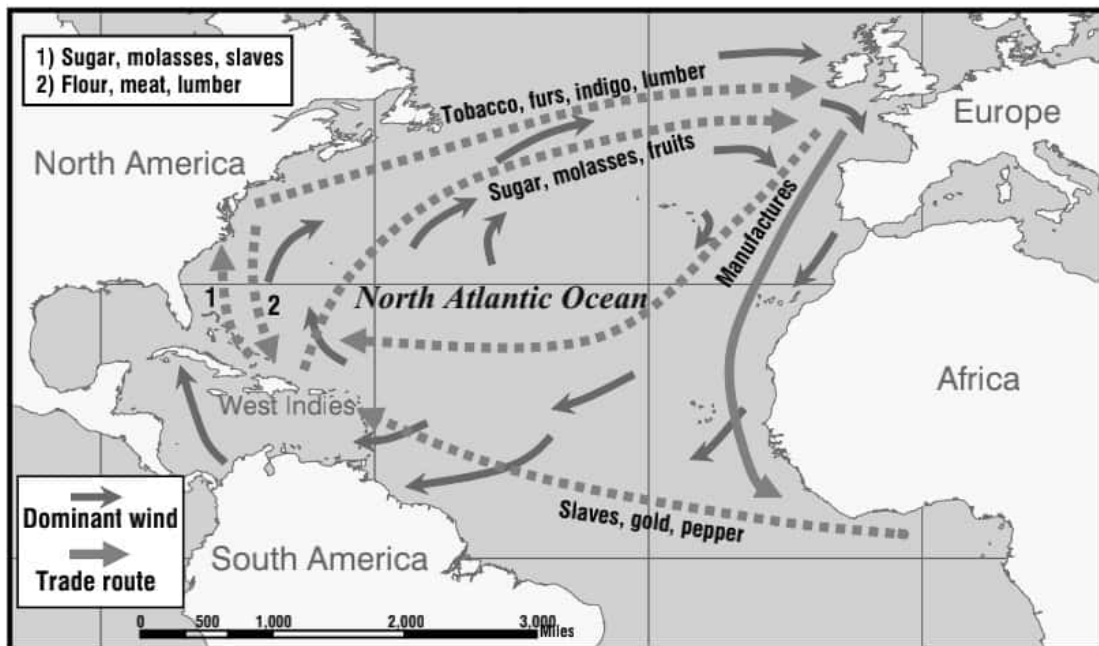 1) Sugar, molasses, slaves
2) Flour, meat, lumber
Tobacco, furs, indigo, lumber
Europe
North America
Sugar, molasses, fruits
Manufactures
1
2
North Atlantic Ocean
Africa
West Indies
Dominant wind
Trade route
Slaves, gold, pepper
South America
0 500 1,000 2,000 3,000
Miles